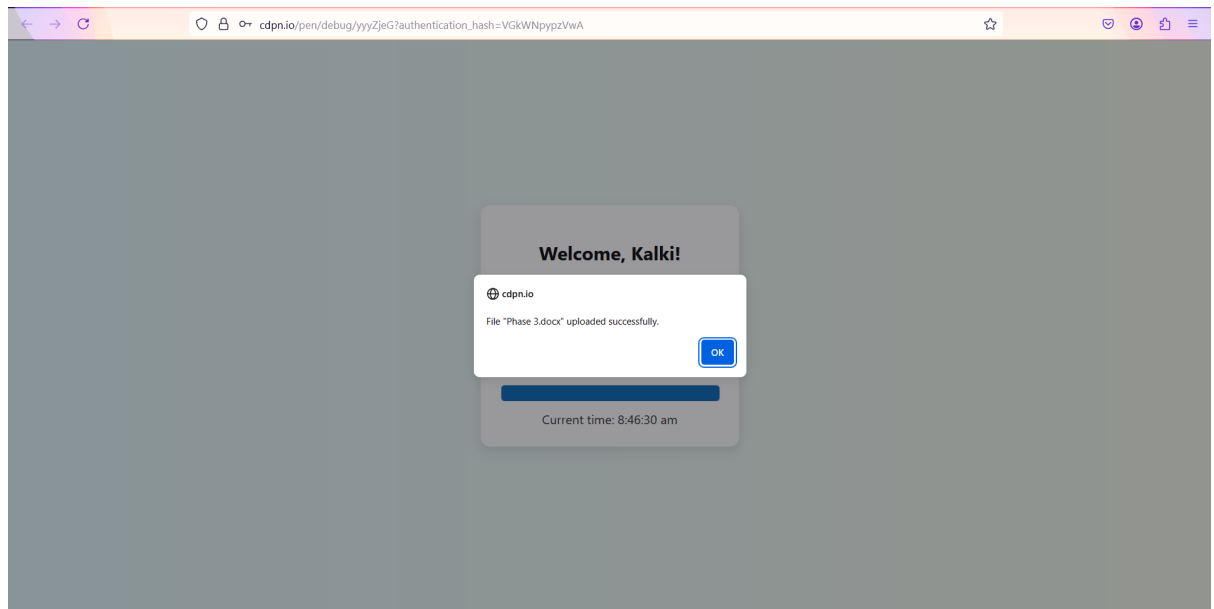 cdpn.io/pen/debug/yyyZjeG?authentication_hash=VGkWNpypzVwA
Welcome, Kalki!
cdpn.io
File "Phase 3.docx" uploaded successfully.
OK
Current time: 8:46:30 am